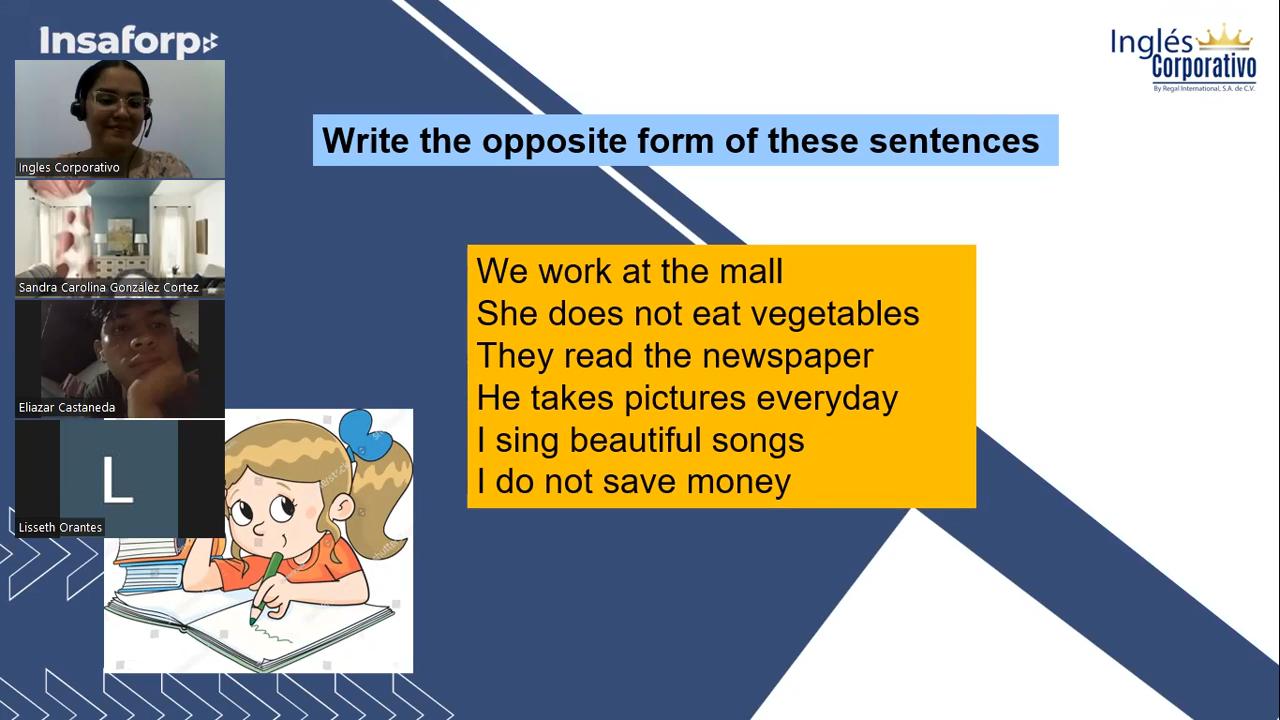 Insaforp
Inglés
Corporativo
By Regal International, S.A. de C.V.
Write the opposite form of these sentences
Ingles Corporativo
Sandra Carolina González Cortez
Eliazar Castaneda
L
Lisseth Orantes
We work at the mall
She does not eat vegetables
They read the newspaper
He takes pictures everyday
I sing beautiful songs
I do not save money